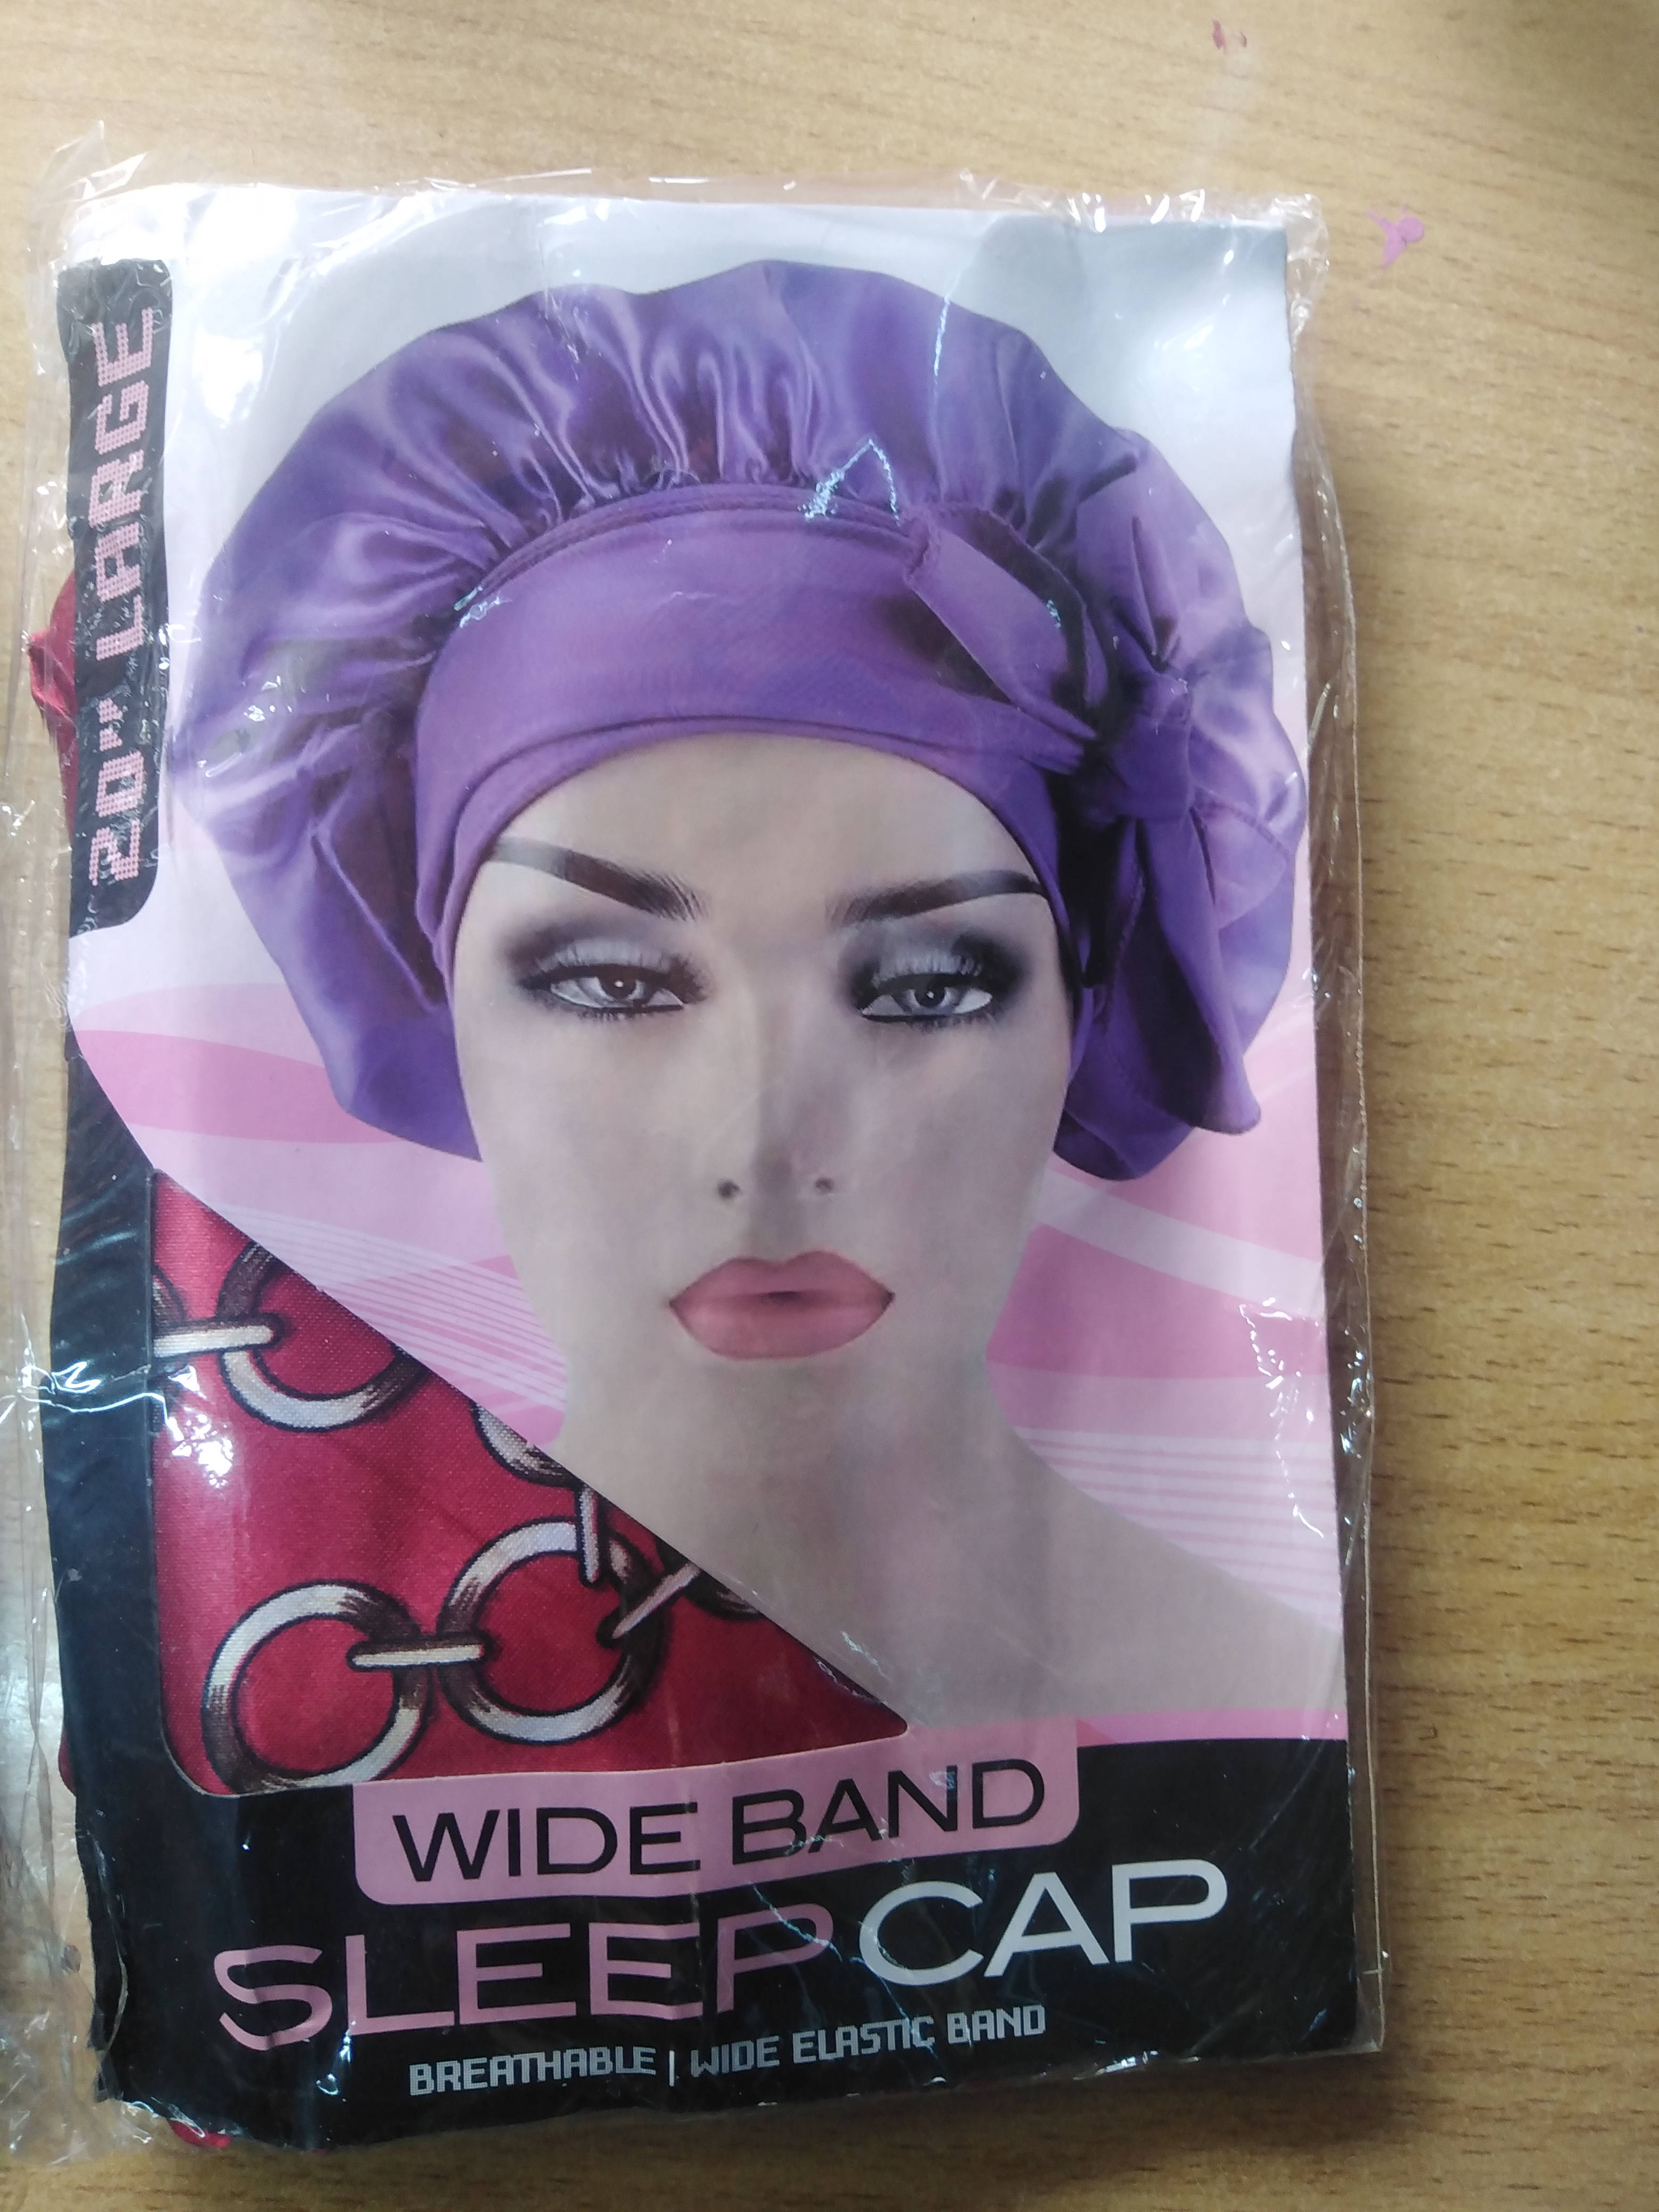 20" LARGE
WIDE BAND
SLEEP CAP
BREATHABLE | WIDE ELASTIC BAND